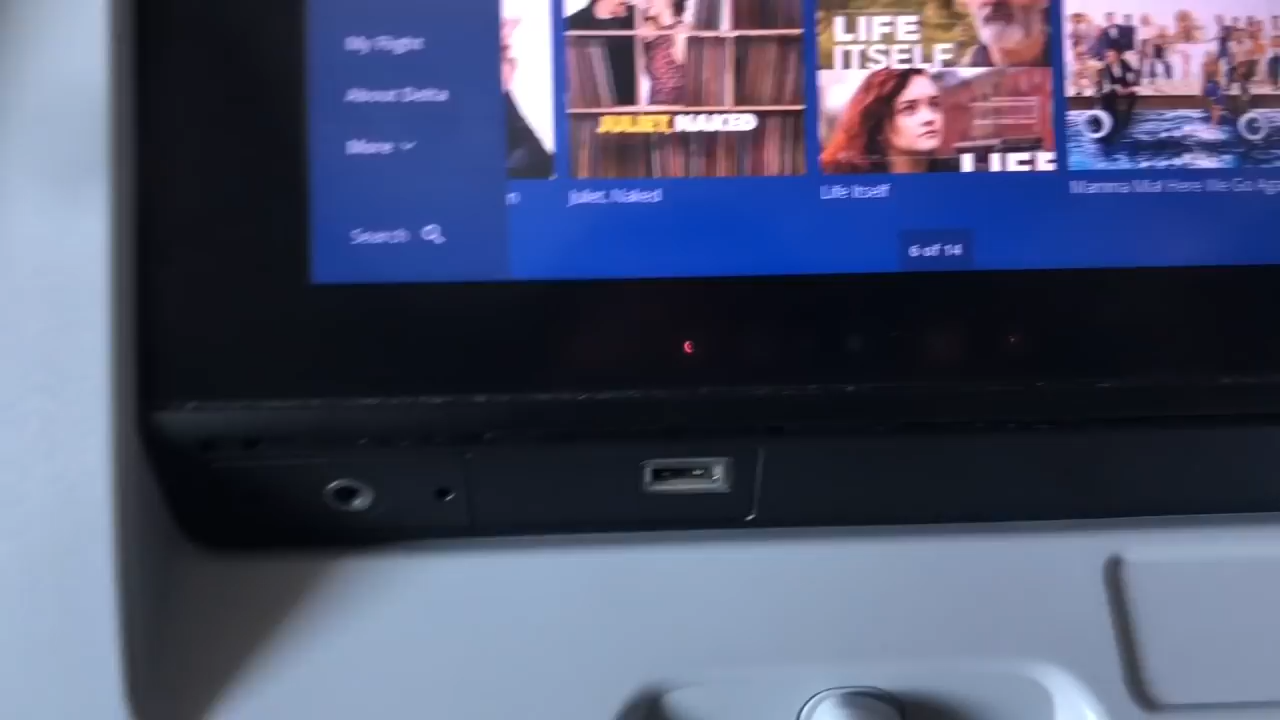 My Flight
About Delta
More
Search
JULIET, NAKED
Juliet, Naked
LIFE
ITSELF
LIFE
Life Itself
Mamma Mia! Here We Go Aga
6 of 14